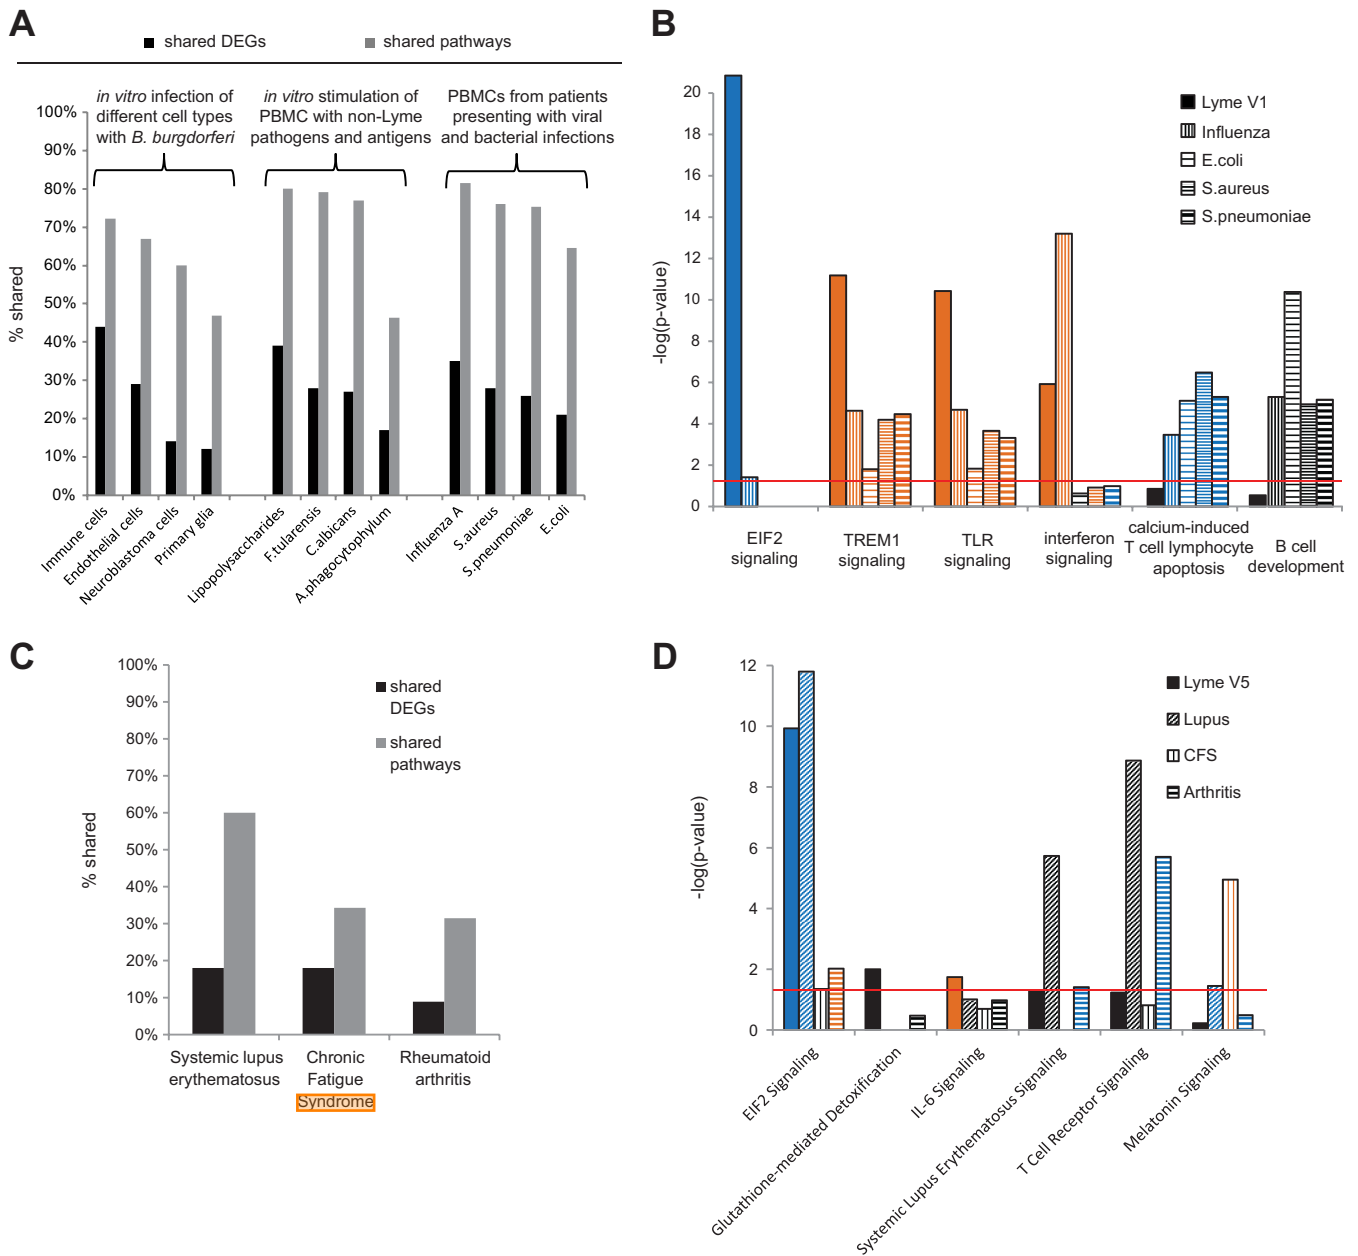 A
shared DEGs
shared pathways
in vitro infection of
different cell types
with B. burgdorferi
in vitro stimulation of
PBMC with non-Lyme
pathogens and antigens
PBMCs from patients
presenting with viral
and bacterial infections
% shared
100%
90%
80%
70%
60%
50%
40%
30%
20%
10%
0%
Immune cells
Endothelial cells
Neuroblastoma cells
Primary glia
Lipopolysaccharides
F.tularensis
C.albicans
A.phagocytophylum
Influenza A
S.aureus
S.pneumoniae
E.coli
B
-log(p-value)
20
18
16
14
12
10
8
6
4
2
0
Lyme V1
Influenza
E.coli
S.aureus
S.pneumoniae
EIF2
signaling
TREM1
signaling
TLR
signaling
interferon
signaling
calcium-induced
T cell lymphocyte
apoptosis
B cell
development
C
% shared
100%
90%
80%
70%
60%
50%
40%
30%
20%
10%
0%
shared
DEGs
shared
pathways
Systemic lupus
erythematosus
Chronic
Fatigue
Syndrome
Rheumatoid
arthritis
D
-log(p-value)
12
10
8
6
4
2
0
Lyme V5
Lupus
CFS
Arthritis
EIF2 Signaling
Glutathione-mediated Detoxification
IL-6 Signaling
Systemic Lupus Erythematosus Signaling
T Cell Receptor Signaling
Melatonin Signaling